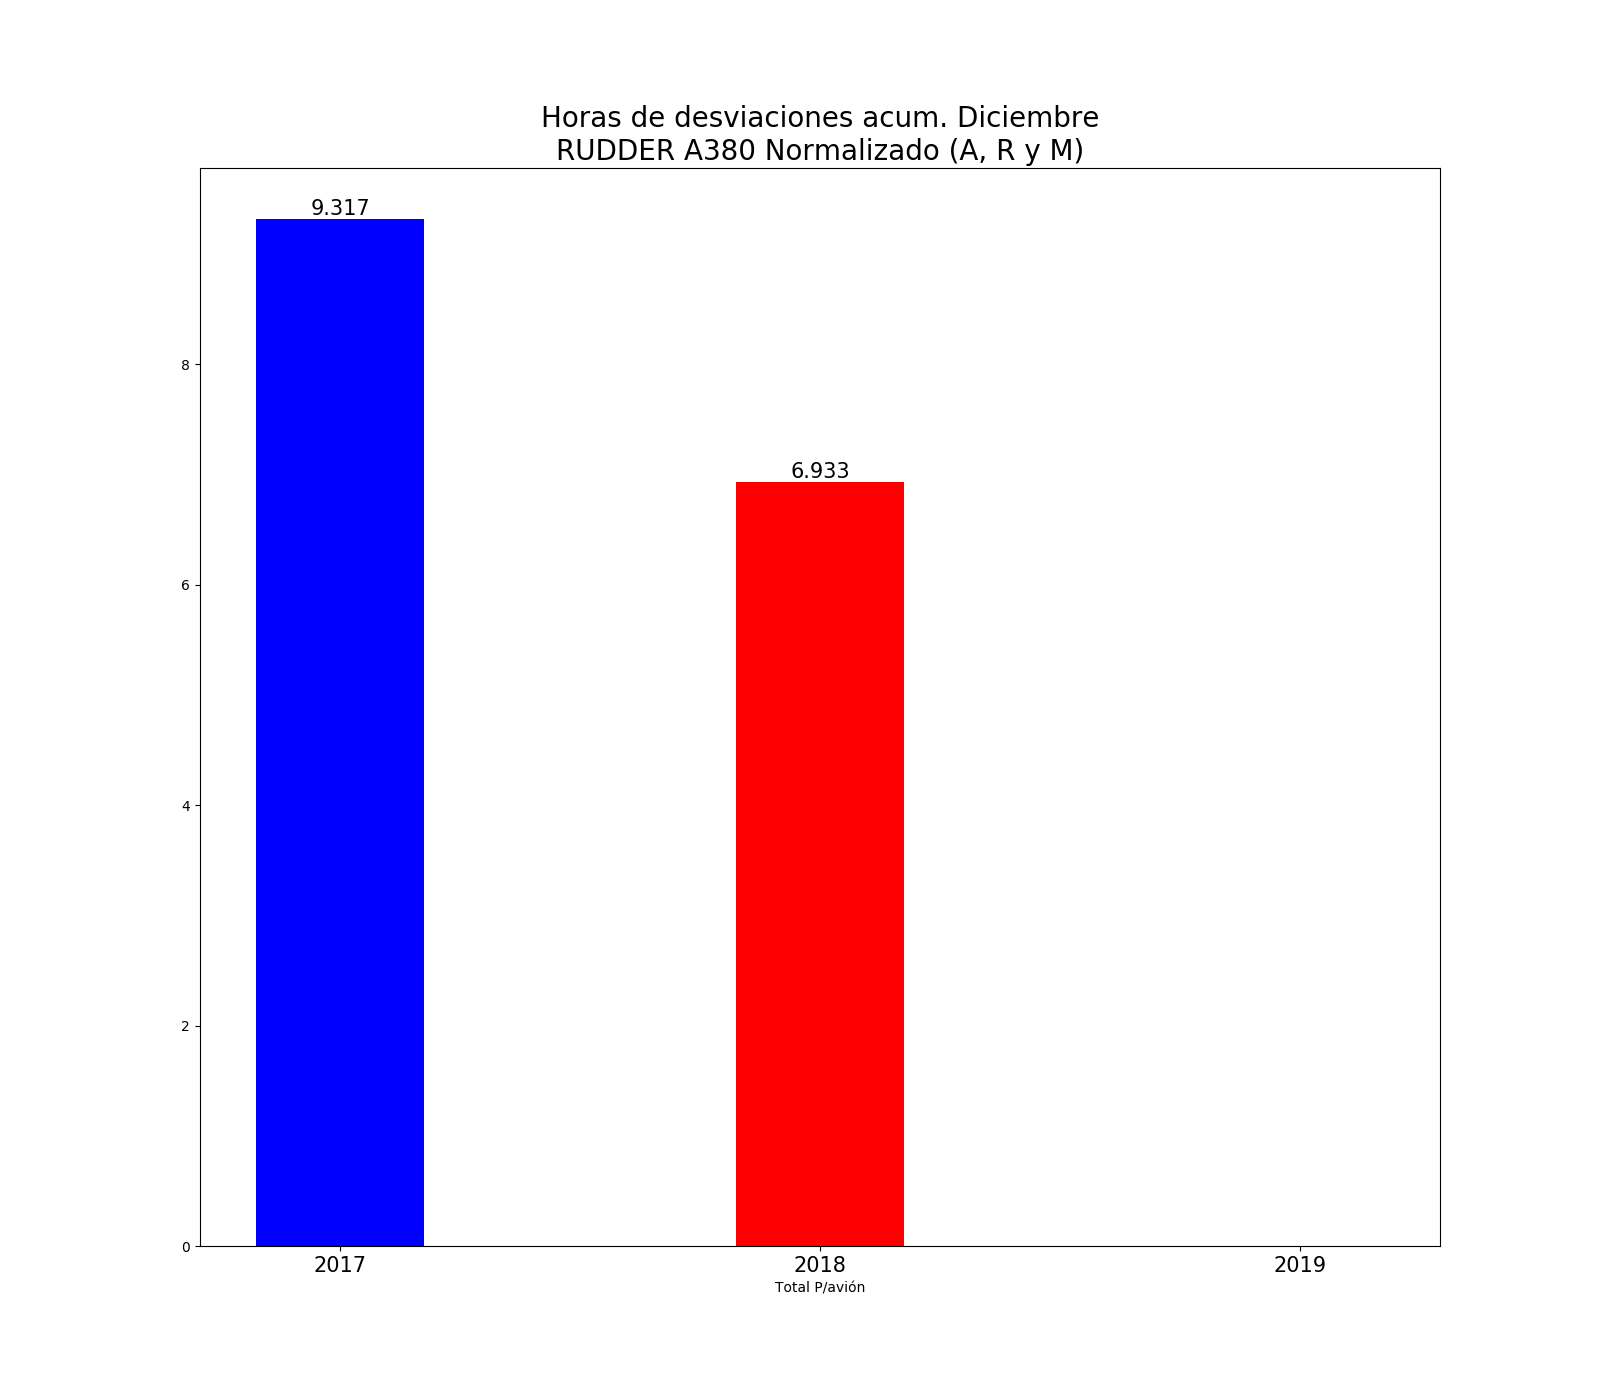 Horas de desviaciones acum. Diciembre
RUDDER A380 Normalizado (A, R y M)
9.317
8
6.933
6
4
2
0
2017 2018 2019
Total P/avión